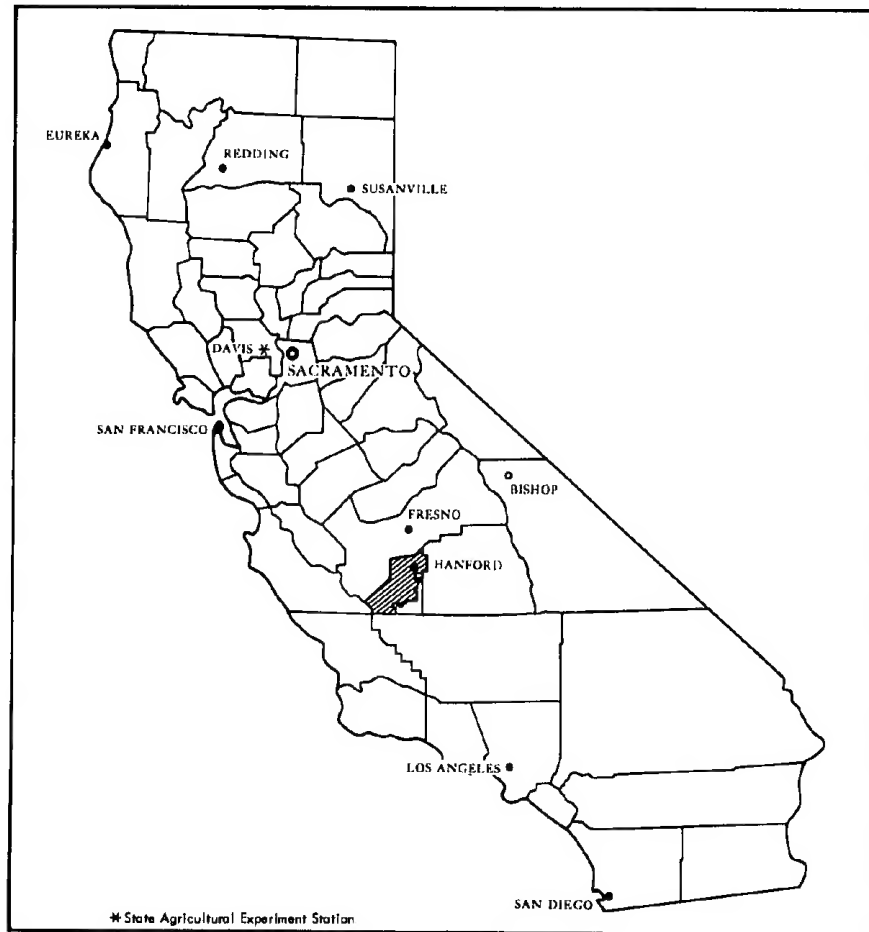 EUREKA
REDDING
SUSANVILLE
DAVIS *
SACRAMENTO
SAN FRANCISCO
BISHOP
FRESNO
HANFORD
LOS ANGELES
SAN DIEGO
* State Agricultural Experiment Station